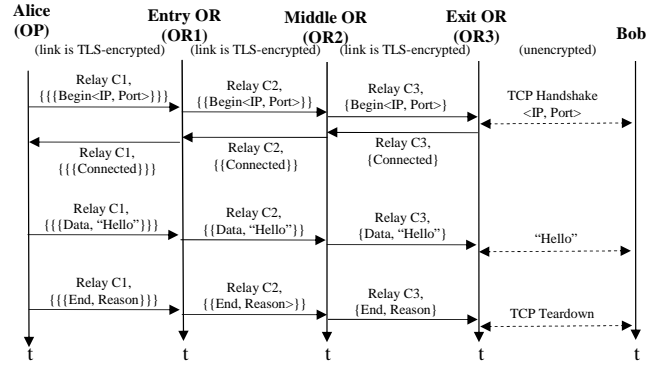 Alice
(OP)
Entry OR
(OR1)
Middle OR
(OR2)
Exit OR
(OR3)
Bob
(link is TLS-encrypted)
(link is TLS-encrypted)
(link is TLS-encrypted)
(unencrypted)
Relay C1,
{{{Begin<IP, Port>}}}
Relay C2,
{{Begin<IP, Port>}}
Relay C3,
{Begin<IP, Port>}
TCP Handshake
<IP, Port>
Relay C1,
{{{Connected}}}
Relay C2,
{{Connected}}
Relay C3,
{Connected}
Relay C1,
{{{Data, “Hello”}}}
Relay C2,
{{Data, “Hello”}}
Relay C3,
{Data, “Hello”}
“Hello”
Relay C1,
{{{End, Reason}}}
Relay C2,
{{End, Reason>}}
Relay C3,
{End, Reason}
TCP Teardown
t
t
t
t
t